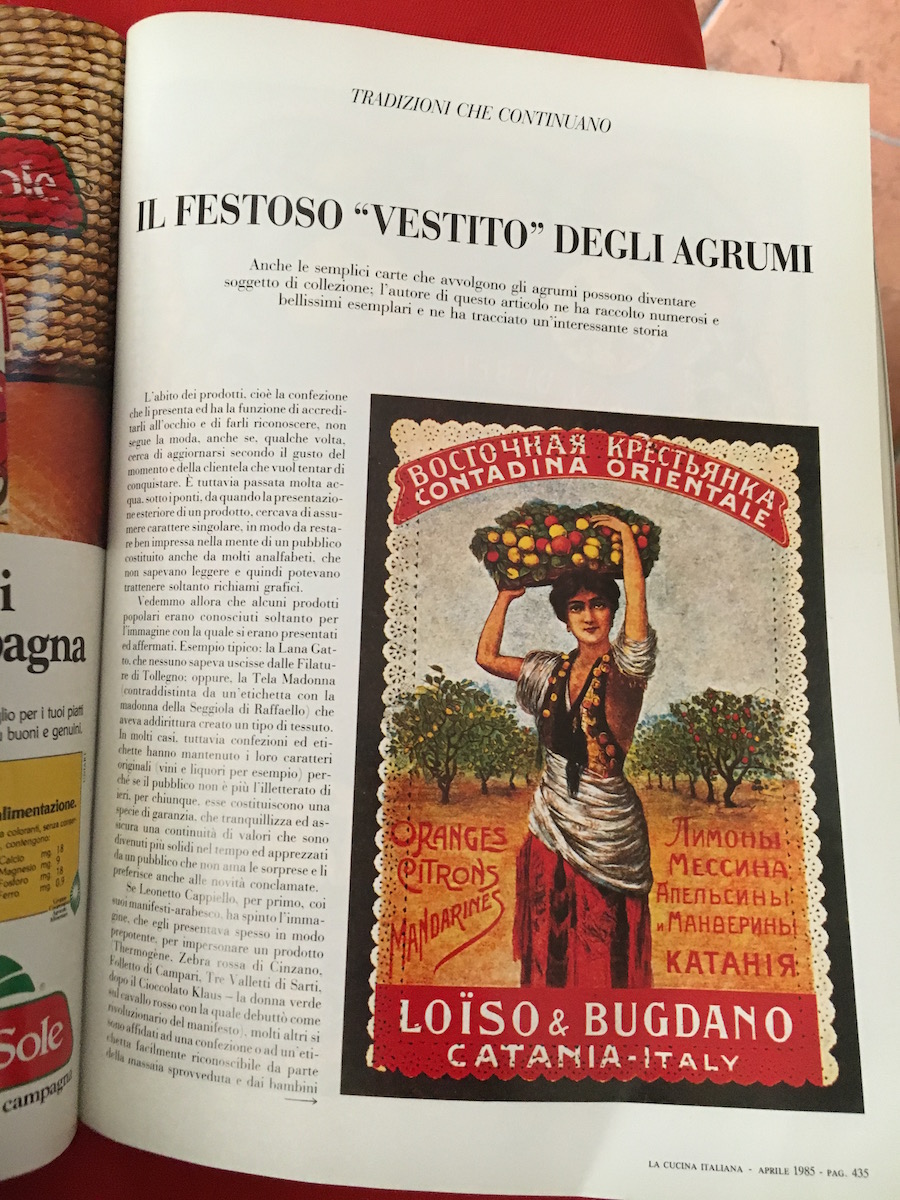 ole
i
pagna
glio per i tuoi piatti
buoni e genuini.
alimentazione.
coloranti, senza conser-
contengono:
Calcio mg. 18
Magnesio mg. 9
Fosforo mg. 18
Ferro mg. 0,9
Sole
®
campagna
TRADIZIONI CHE CONTINUANO
IL FESTOSO “VESTITO” DEGLI AGRUMI
Anche le semplici carte che avvolgono gli agrumi possono diventare
soggetto di collezione; l'autore di questo articolo ne ha raccolto numerosi e
bellissimi esemplari e ne ha tracciato un'interessante storia
L'abito dei prodotti, cioè la confezione
che li presenta ed ha la funzione di accredi-
tarli all'occhio e di farli riconoscere, non
segue la moda, anche se, qualche volta,
cerca di aggiornarsi secondo il gusto del
momento e della clientela che vuol tentar di
conquistare. È tuttavia passata molta ac-
qua, sotto i ponti, da quando la presentazio-
ne esteriore di un prodotto, cercava di assu-
mere carattere singolare, in modo da resta-
re ben impressa nella mente di un pubblico
costituito anche da molti analfabeti, che
non sapevano leggere e quindi potevano
trattenere soltanto richiami grafici.
Vedemmo allora che alcuni prodotti
popolari erano conosciuti soltanto per
l'immagine con la quale si erano presentati
ed affermati. Esempio tipico: la Lana Gat-
to, che nessuno sapeva uscisse dalle Filatu-
re di Tollegno; oppure, la Tela Madonna
(contraddistinta da un'etichetta con la
madonna della Seggiola di Raffaello) che
aveva addirittura creato un tipo di tessuto.
In molti casi, tuttavia confezioni ed eti-
chette hanno mantenuto i loro caratteri
originali (vini e liquori per esempio) per-
ché se il pubblico non è più l'illetterato di
ieri, per chiunque, esse costituiscono una
specie di garanzia, che tranquillizza ed as-
sicura una continuità di valori che sono
divenuti più solidi nel tempo ed apprezzati
da un pubblico che non ama le sorprese e li
preferisce anche alle novità conclamate.
Se Leonetto Cappiello, per primo, coi
suoi manifesti-arabesco, ha spinto l'imma-
gine, che egli presentava spesso in modo
prepotente, per impersonare un prodotto
(Thermogène, Zebra rossa di Cinzano,
Folletto di Campari, Tre Valletti di Sarti,
dopo il Cioccolato Klaus – la donna verde
sul cavallo rosso con la quale debuttò come
rivoluzionario del manifesto), molti altri si
sono affidati ad una confezione o ad un'eti-
chetta facilmente riconoscibile da parte
della massaia sprovveduta e dai bambini
ВОСТОЧНАЯ КРЕСТЬЯНКА
CONTADINA ORIENTALE
ORANGES
CITRONS
MANDARINES
ЛИМОНЫ
МЕССИНА
АПЕЛЬСИНЫ
и МАНДЕРИНЫ
КАТАНІЯ
LOÏSO & BUGDANO
CATANIA-ITALY
LA CUCINA ITALIANA - APRILE 1985 - PAG. 435